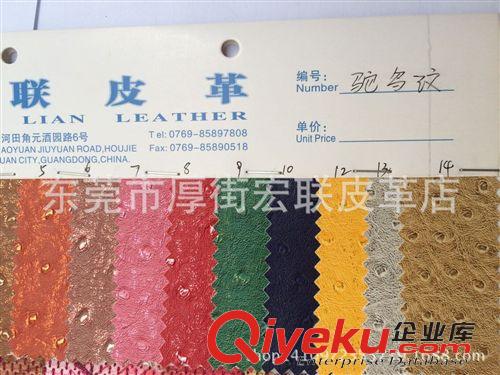 联 皮 革
LIAN LEATHER
河田角元酒园路6号
AOYUAN JIUYUAN ROAD,HOUJIE
UAN CITY,GUANGDONG,CHINA.
Tel: 0769-85897808
Fax: 0769-85890518
编号:
Number 驼鸟纹
单价:
Unit Price
5 6 7 8 9 10 12 13 14
东莞市厚街宏联皮革店
Qiyeku.com企业库